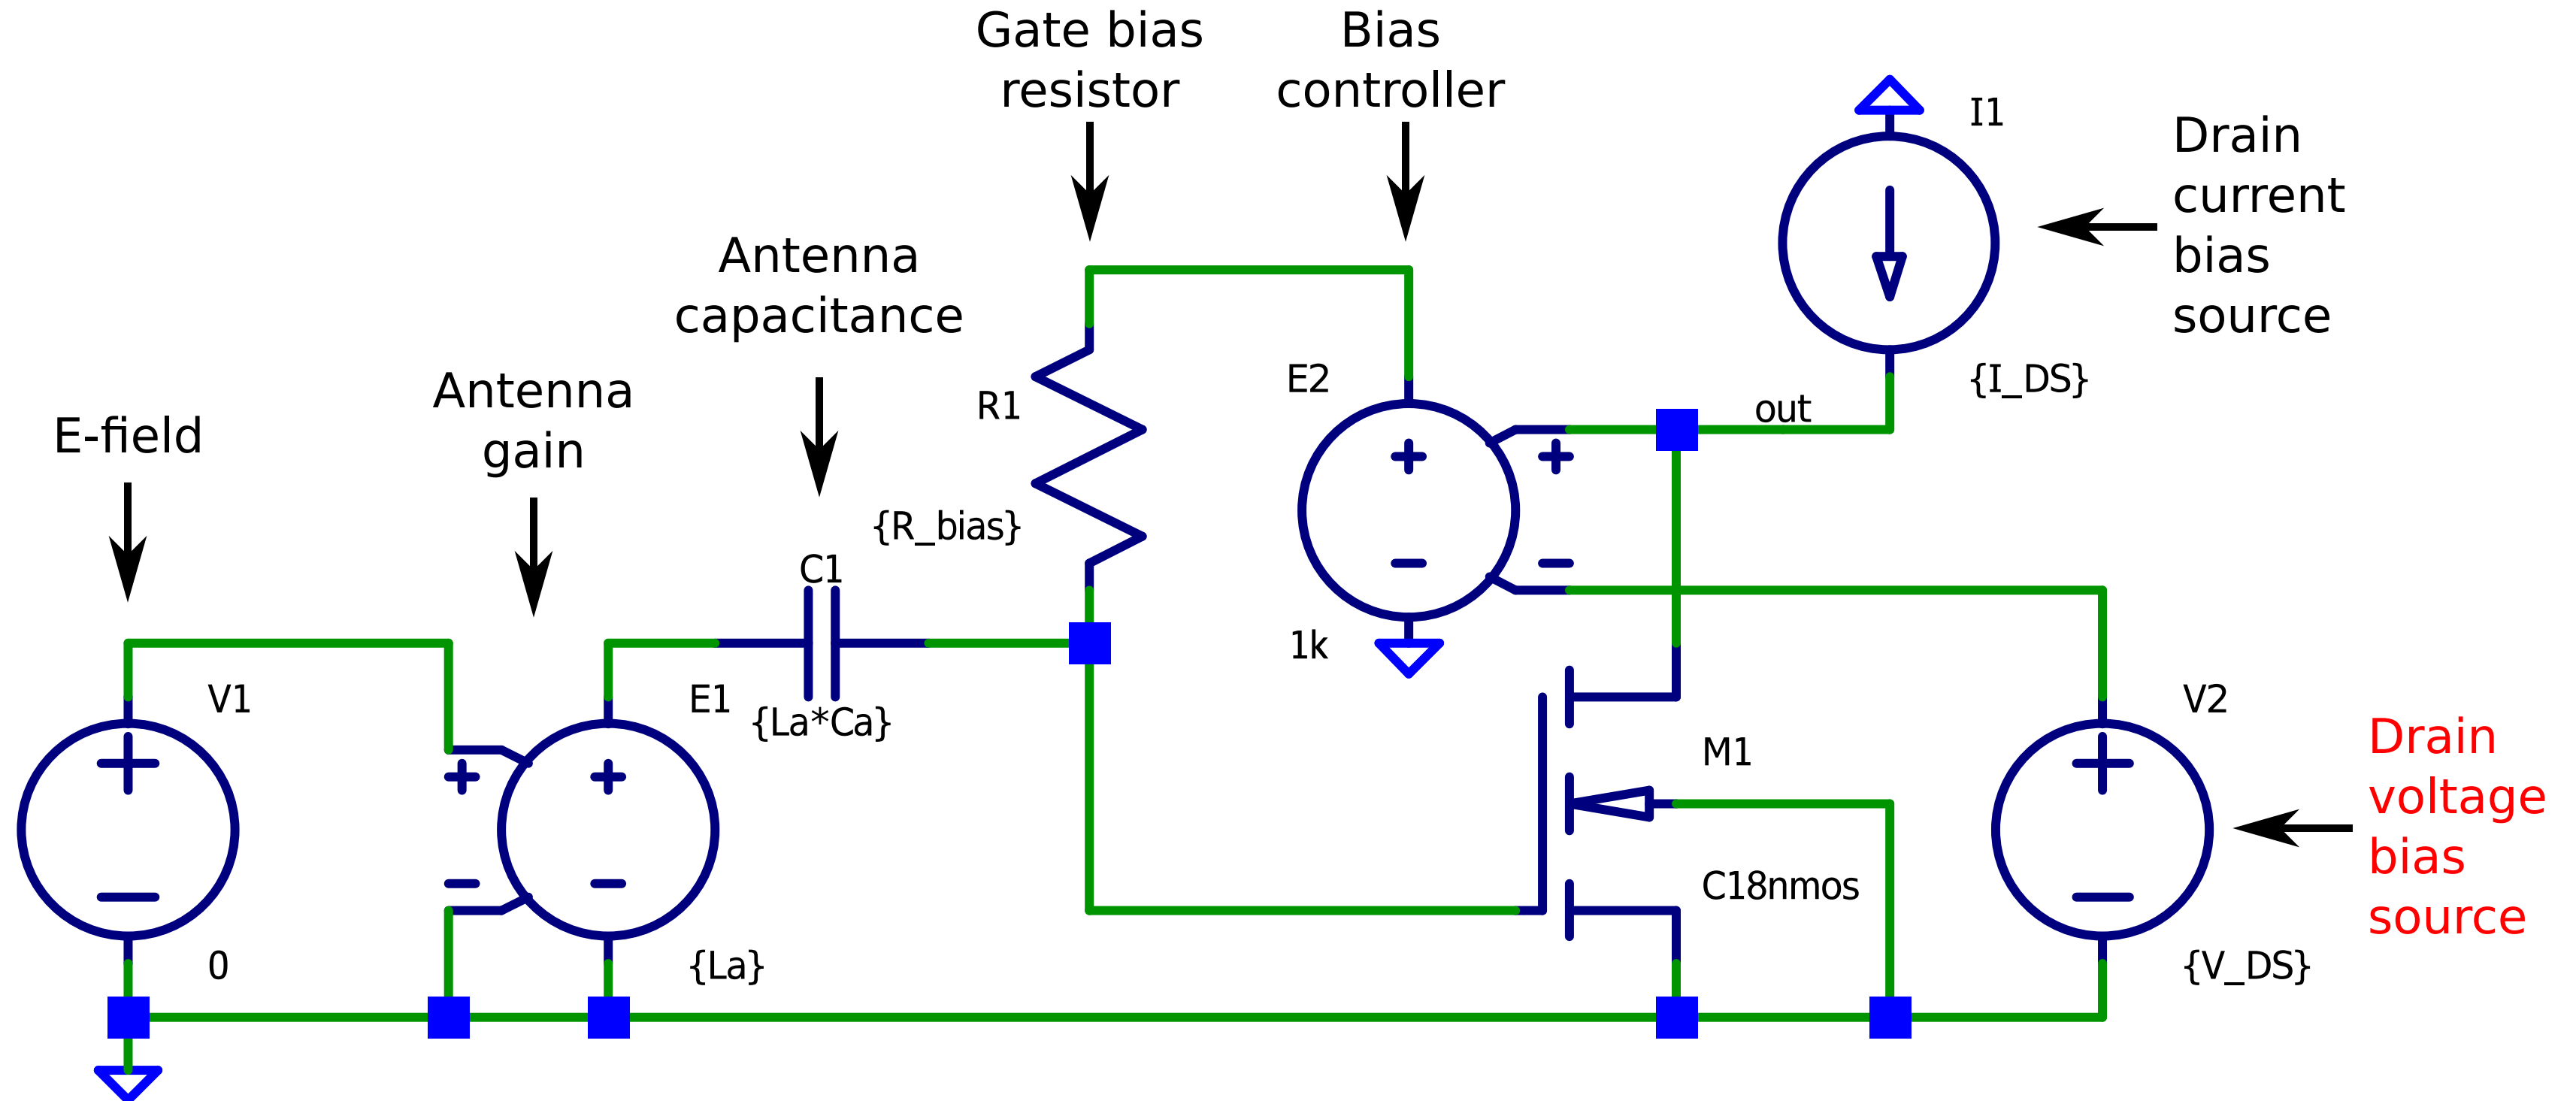 Gate bias
resistor
Bias
controller
I1
Drain
current
bias
source
Antenna
capacitance
Antenna
gain
E-field
R1
E2
{I_DS}
out
{R_bias}
C1
1k
V1
E1
{La*Ca}
M1
V2
Drain
voltage
bias
source
C18nmos
0
{La}
{V_DS}